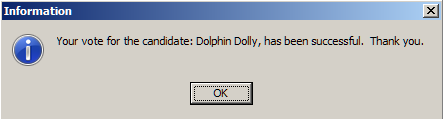 Information
Your vote for the candidate: Dolphin Dolly, has been successful.  Thank you.
OK